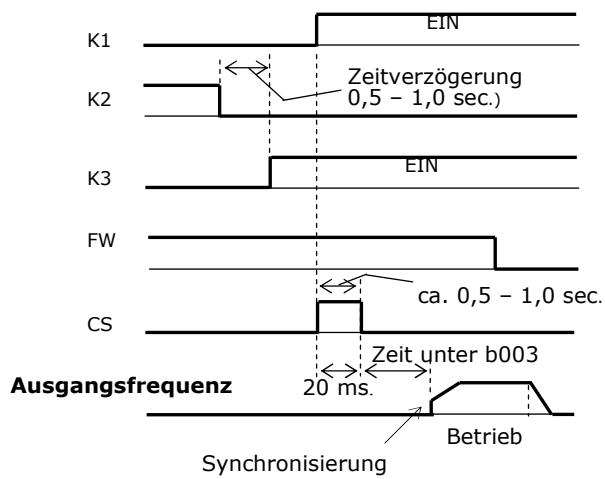 K1
EIN
Zeitverzögerung
0,5 – 1,0 sec.)
K2
K3
EIN
FW
ca. 0,5 – 1,0 sec.
CS
Zeit unter b003
Ausgangsfrequenz
20 ms.
Betrieb
Synchronisierung